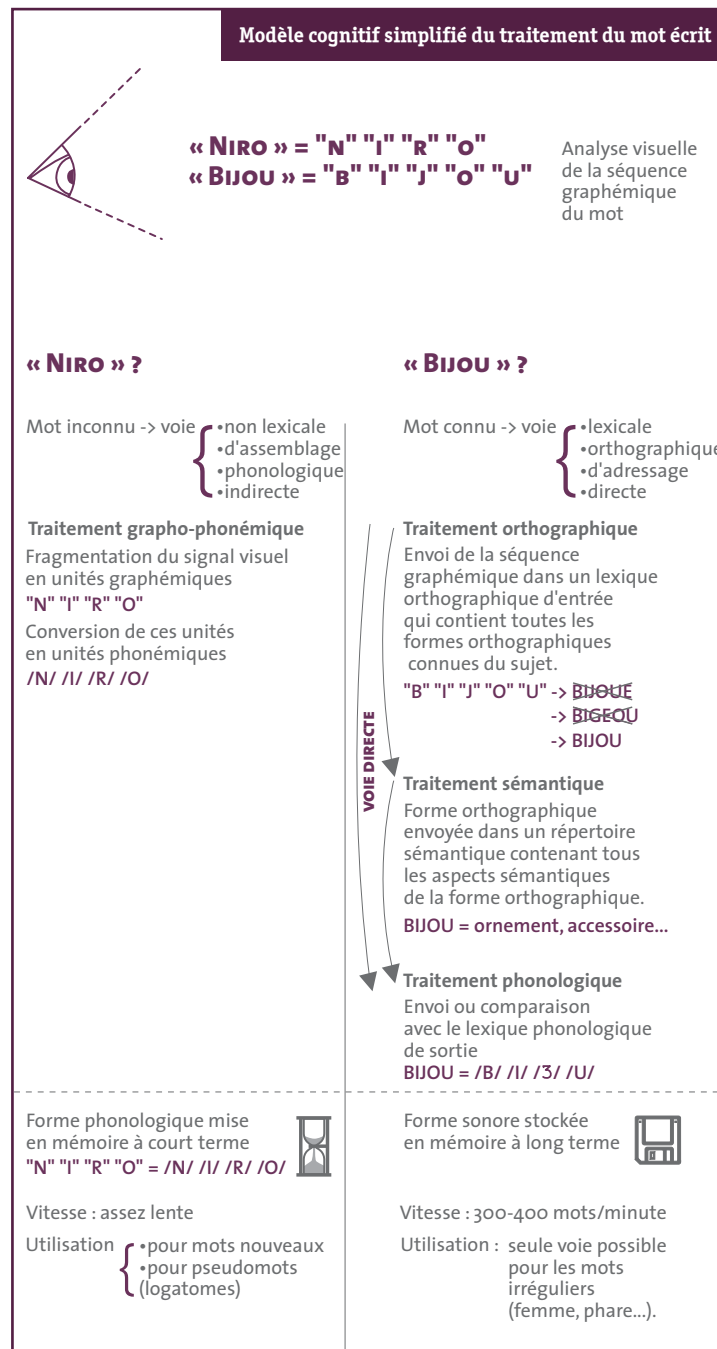 Modèle cognitif simplifié du traitement du mot écrit
« NIRO » = "N" "I" "R" "O"
« BIJOU » = "B" "I" "J" "O" "U"
Analyse visuelle
de la séquence
graphémique
du mot
« NIRO » ?
Mot inconnu -> voie
•non lexicale
•d'assemblage
•phonologique
•indirecte
Traitement grapho-phonémique
Fragmentation du signal visuel
en unités graphémiques
"N" "I" "R" "O"
Conversion de ces unités
en unités phonémiques
/N/ /I/ /R/ /O/
« BIJOU » ?
Mot connu -> voie
•lexicale
•orthographique
•d'adressage
•directe
VOIE DIRECTE
Traitement orthographique
Envoi de la séquence
graphémique dans un lexique
orthographique d'entrée
qui contient toutes les
formes orthographiques
connues du sujet.
"B" "I" "J" "O" "U" -> BIJOUE
-> BIGEOU
-> BIJOU
Traitement sémantique
Forme orthographique
envoyée dans un répertoire
sémantique contenant tous
les aspects sémantiques
de la forme orthographique.
BIJOU = ornement, accessoire...
Traitement phonologique
Envoi ou comparaison
avec le lexique phonologique
de sortie
BIJOU = /B/ /I/ /3/ /U/
Forme phonologique mise
en mémoire à court terme
"N" "I" "R" "O" = /N/ /I/ /R/ /O/
Vitesse : assez lente
Utilisation
•pour mots nouveaux
•pour pseudomots
(logatomes)
Forme sonore stockée
en mémoire à long terme
Vitesse : 300-400 mots/minute
Utilisation : seule voie possible
pour les mots
irréguliers
(femme, phare...).